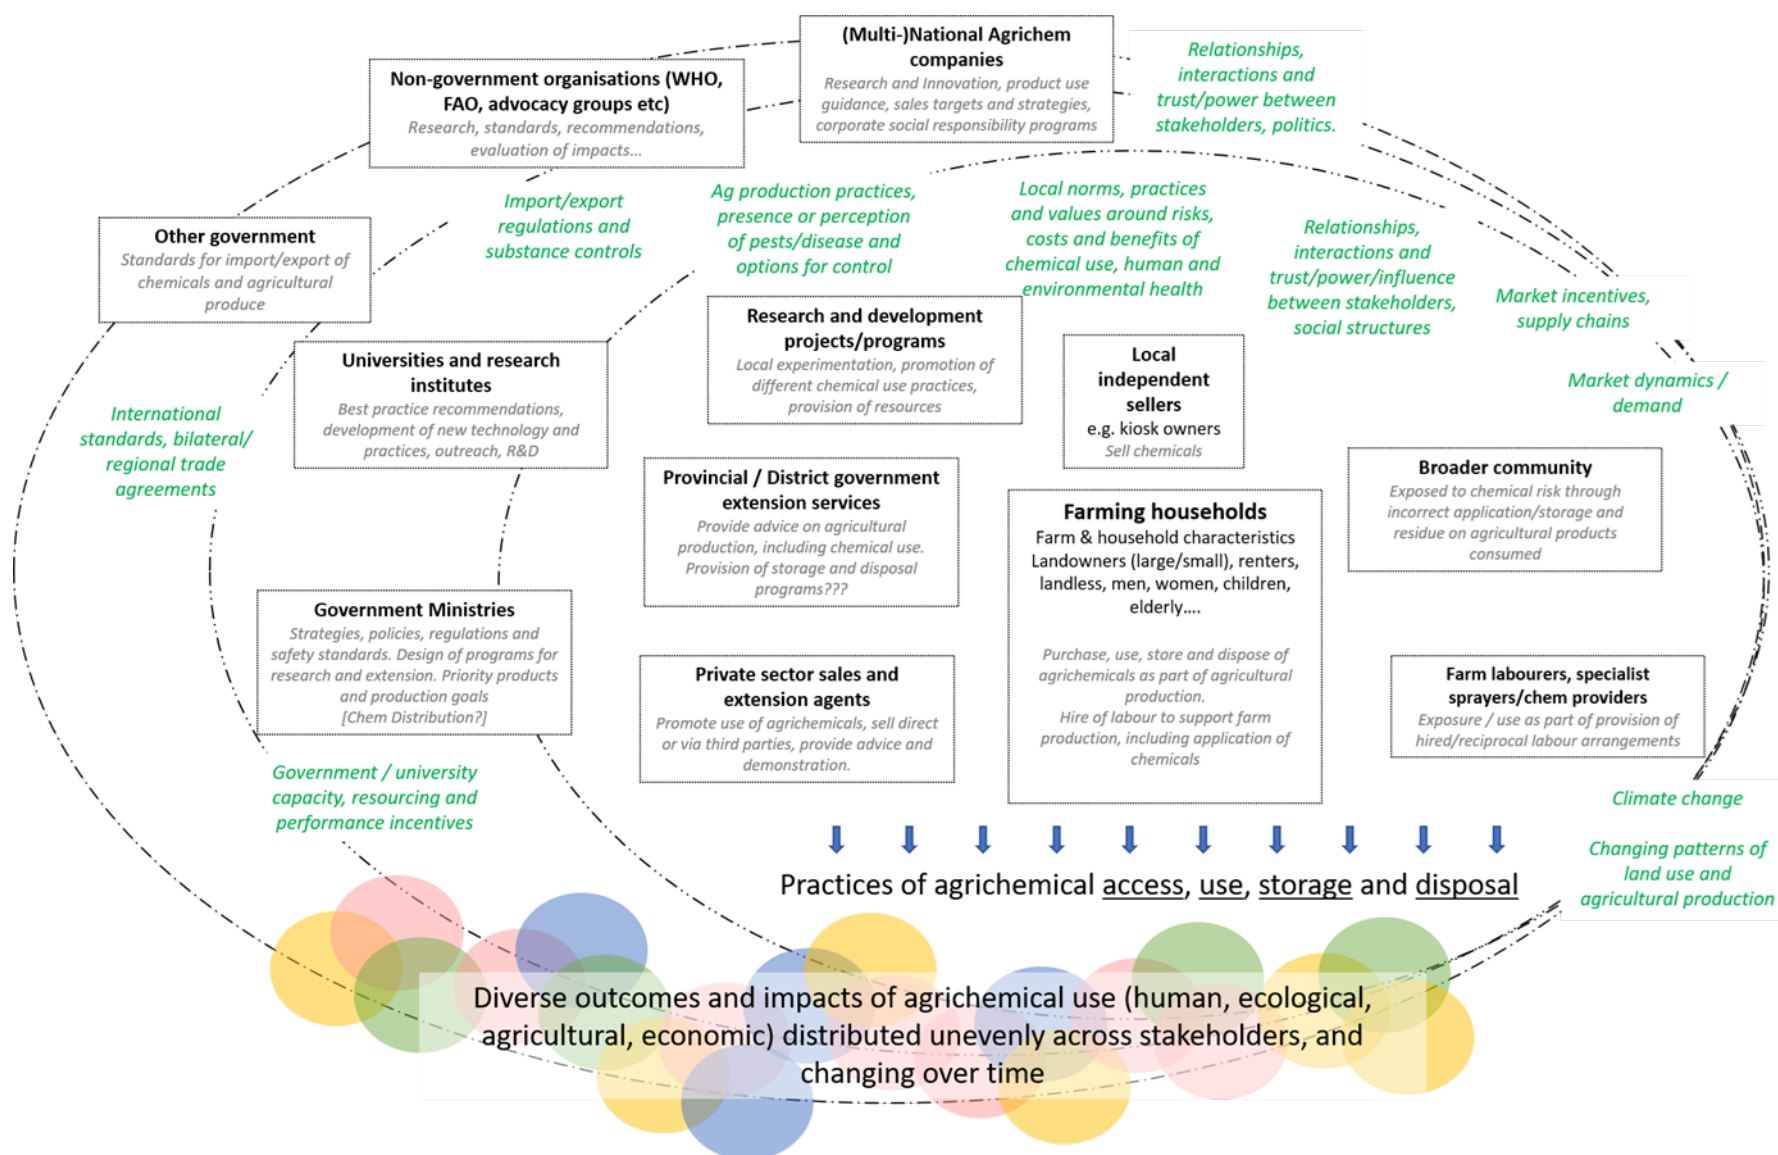 (Multi-)National Agrichem
companies
Research and Innovation, product use
guidance, sales targets and strategies,
corporate social responsibility programs
Relationships,
interactions and
trust/power between
stakeholders, politics.
Non-government organisations (WHO,
FAO, advocacy groups etc)
Research, standards, recommendations,
evaluation of impacts...
Import/export
regulations and
substance controls
Ag production practices,
presence or perception
of pests/disease and
options for control
Local norms, practices
and values around risks,
costs and benefits of
chemical use, human and
environmental health
Relationships,
interactions and
trust/power/influence
between stakeholders,
social structures
Market incentives,
supply chains
Other government
Standards for import/export of
chemicals and agricultural
produce
Research and development
projects/programs
Local experimentation, promotion of
different chemical use practices,
provision of resources
Local
independent
sellers
e.g. kiosk owners
Sell chemicals
Market dynamics /
demand
Universities and research
institutes
Best practice recommendations,
development of new technology and
practices, outreach, R&D
International
standards, bilateral/
regional trade
agreements
Provincial / District government
extension services
Provide advice on agricultural
production, including chemical use.
Provision of storage and disposal
programs???
Farming households
Farm & household characteristics
Landowners (large/small), renters,
landless, men, women, children,
elderly....
Purchase, use, store and dispose of
agrichemicals as part of agricultural
production.
Hire of labour to support farm
production, including application of
chemicals
Broader community
Exposed to chemical risk through
incorrect application/storage and
residue on agricultural products
consumed
Government Ministries
Strategies, policies, regulations and
safety standards. Design of programs for
research and extension. Priority products
and production goals
[Chem Distribution?]
Private sector sales and
extension agents
Promote use of agrichemicals, sell direct
or via third parties, provide advice and
demonstration.
Farm labourers, specialist
sprayers/chem providers
Exposure / use as part of provision of
hired/reciprocal labour arrangements
Government / university
capacity, resourcing and
performance incentives
Climate change
Changing patterns of
land use and
agricultural production
Practices of agrichemical access, use, storage and disposal
Diverse outcomes and impacts of agrichemical use (human, ecological,
agricultural, economic) distributed unevenly across stakeholders, and
changing over time